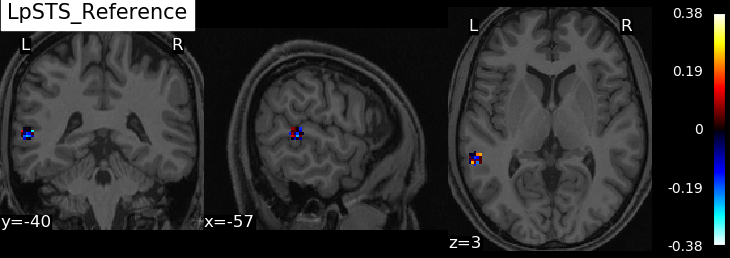 LpSTS_Reference
L R
L R
y=-40
x=-57
z=3
0.38
0.19
0
-0.19
-0.38